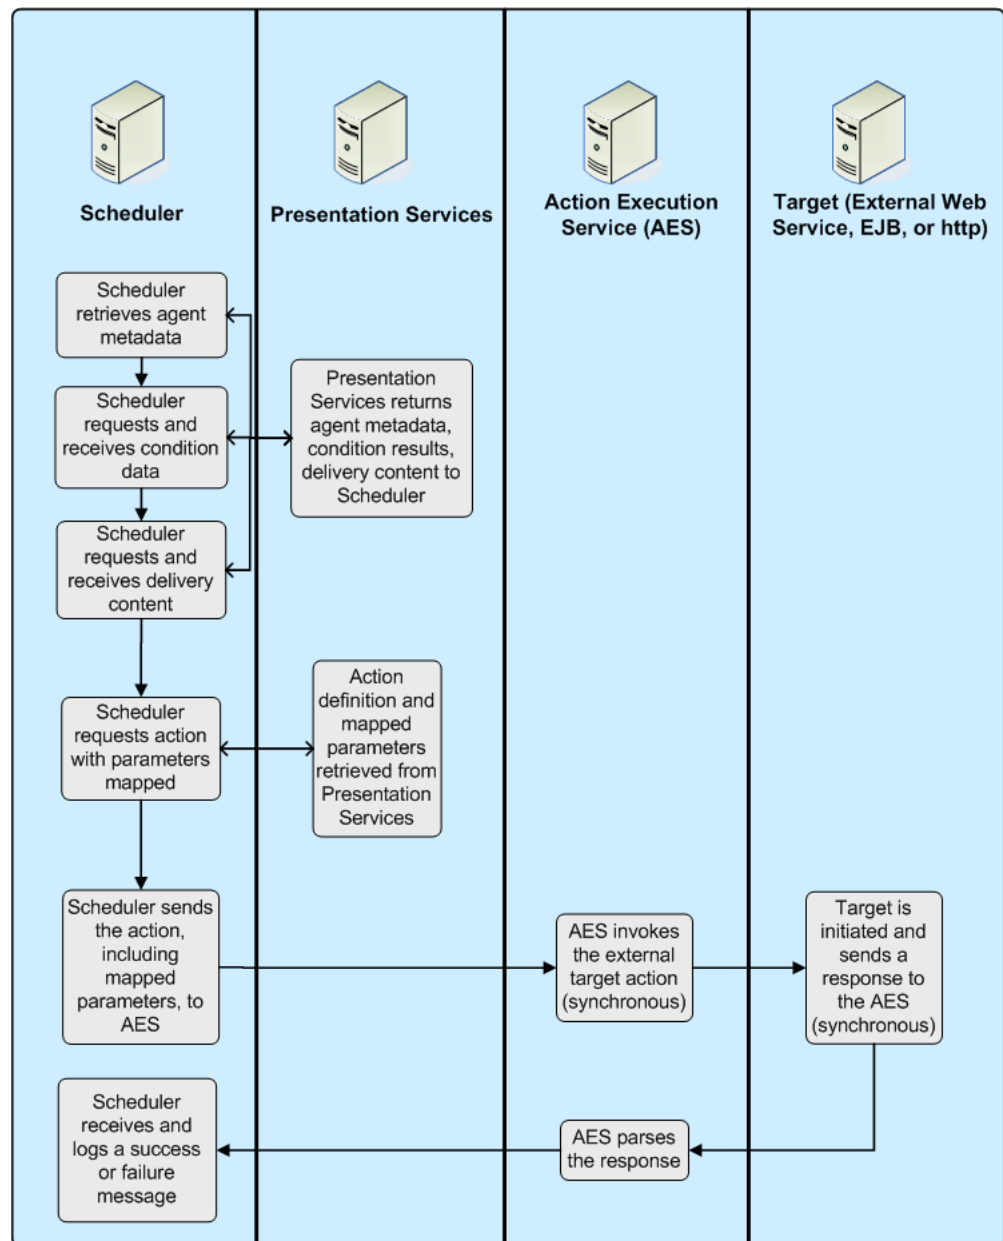 Scheduler
Presentation Services
Action Execution
Service (AES)
Target (External Web
Service, EJB, or http)
Scheduler
retrieves agent
metadata
Scheduler
requests and
receives condition
data
Presentation
Services returns
agent metadata,
condition results,
delivery content to
Scheduler
Scheduler
requests and
receives delivery
content
Scheduler
requests action
with parameters
mapped
Action
definition and
mapped
parameters
retrieved from
Presentation
Services
Scheduler sends
the action,
including
mapped
parameters, to
AES
AES invokes
the external
target action
(synchronous)
Target is
initiated and
sends a
response to
the AES
(synchronous)
Scheduler
receives and
logs a success
or failure
message
AES parses
the response